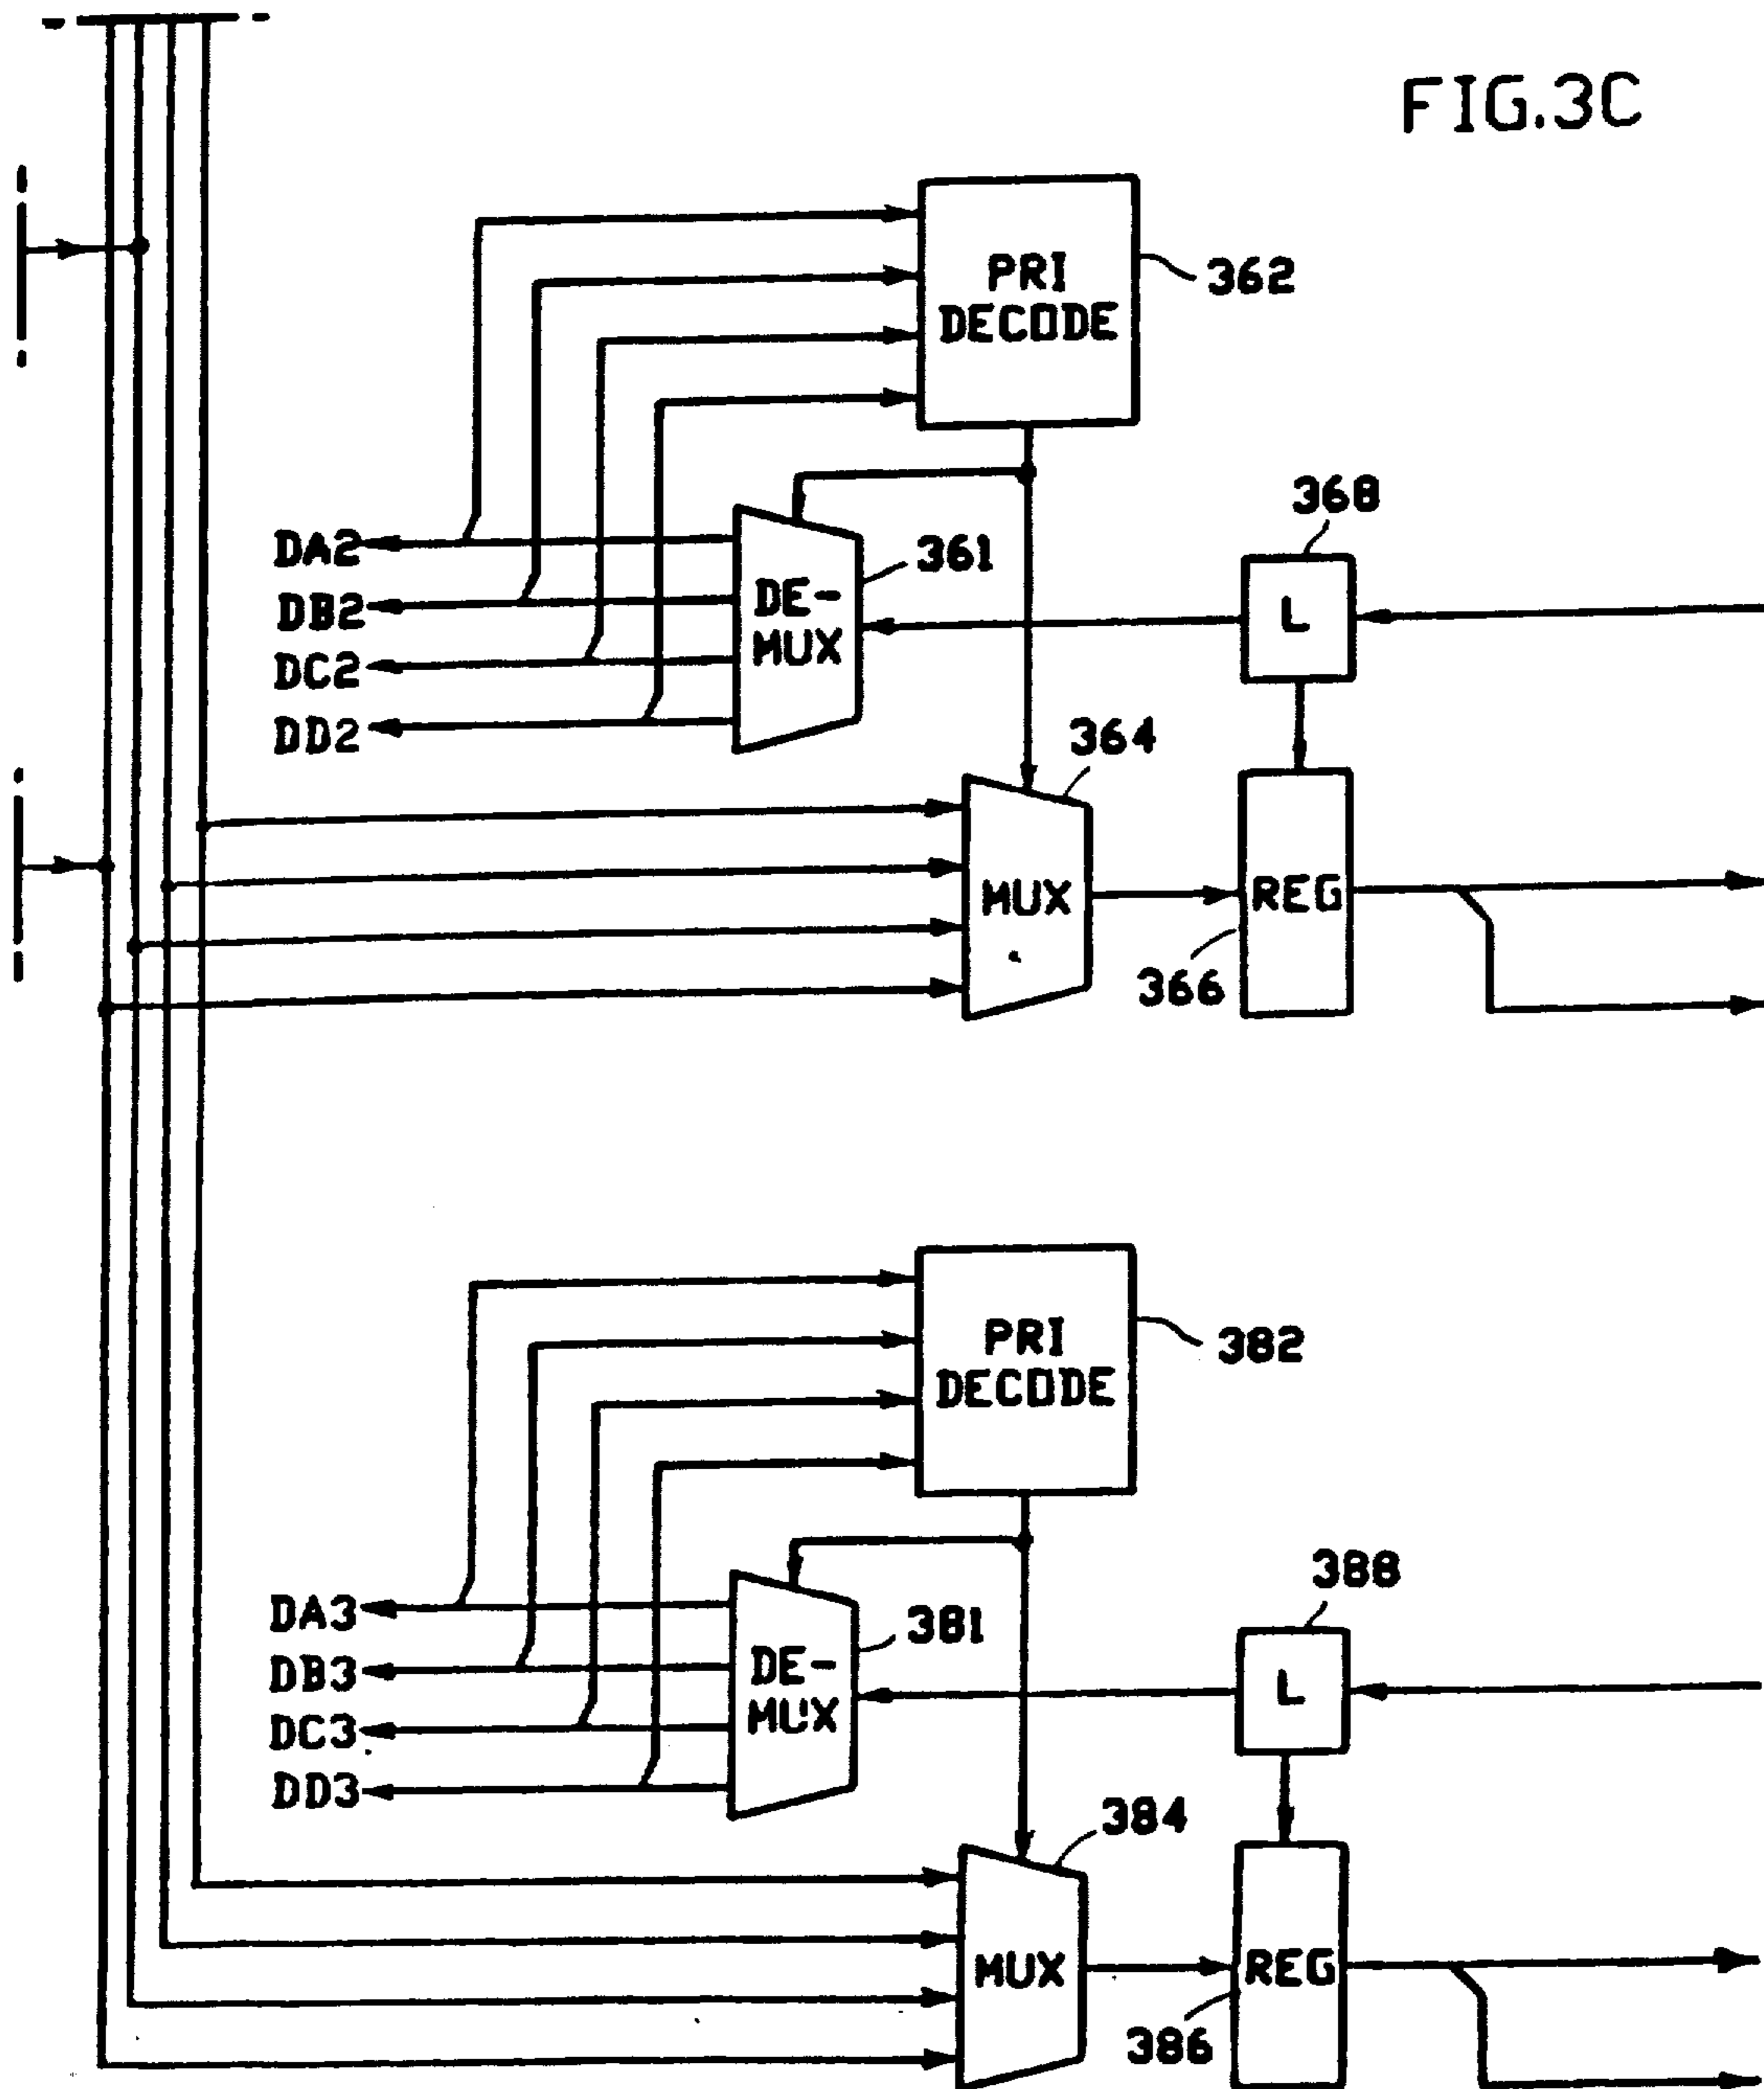 FIG.3C
PRI
DECODE
362
368
DA2
361
DE-
MUX
L
DB2
DC2
DD2
364
MUX
REG
366
PRI
DECODE
382
388
DA3
381
DE-
MUX
L
DB3
DC3
DD3
384
MUX
REG
386